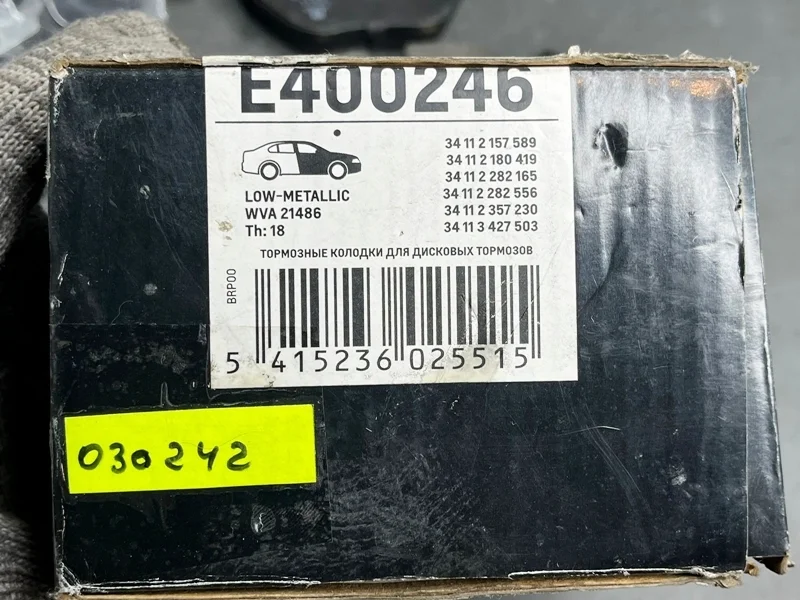 E400246
34 11 2 157 589
34 11 2 180 419
34 11 2 282 165
34 11 2 282 556
34 11 2 357 230
34 11 3 427 503
LOW-METALLIC
WVA 21486
Th: 18
ТОРМОЗНЫЕ КОЛОДКИ ДЛЯ ДИСКОВЫХ ТОРМОЗОВ
BRP00
5 415236 025515
030242